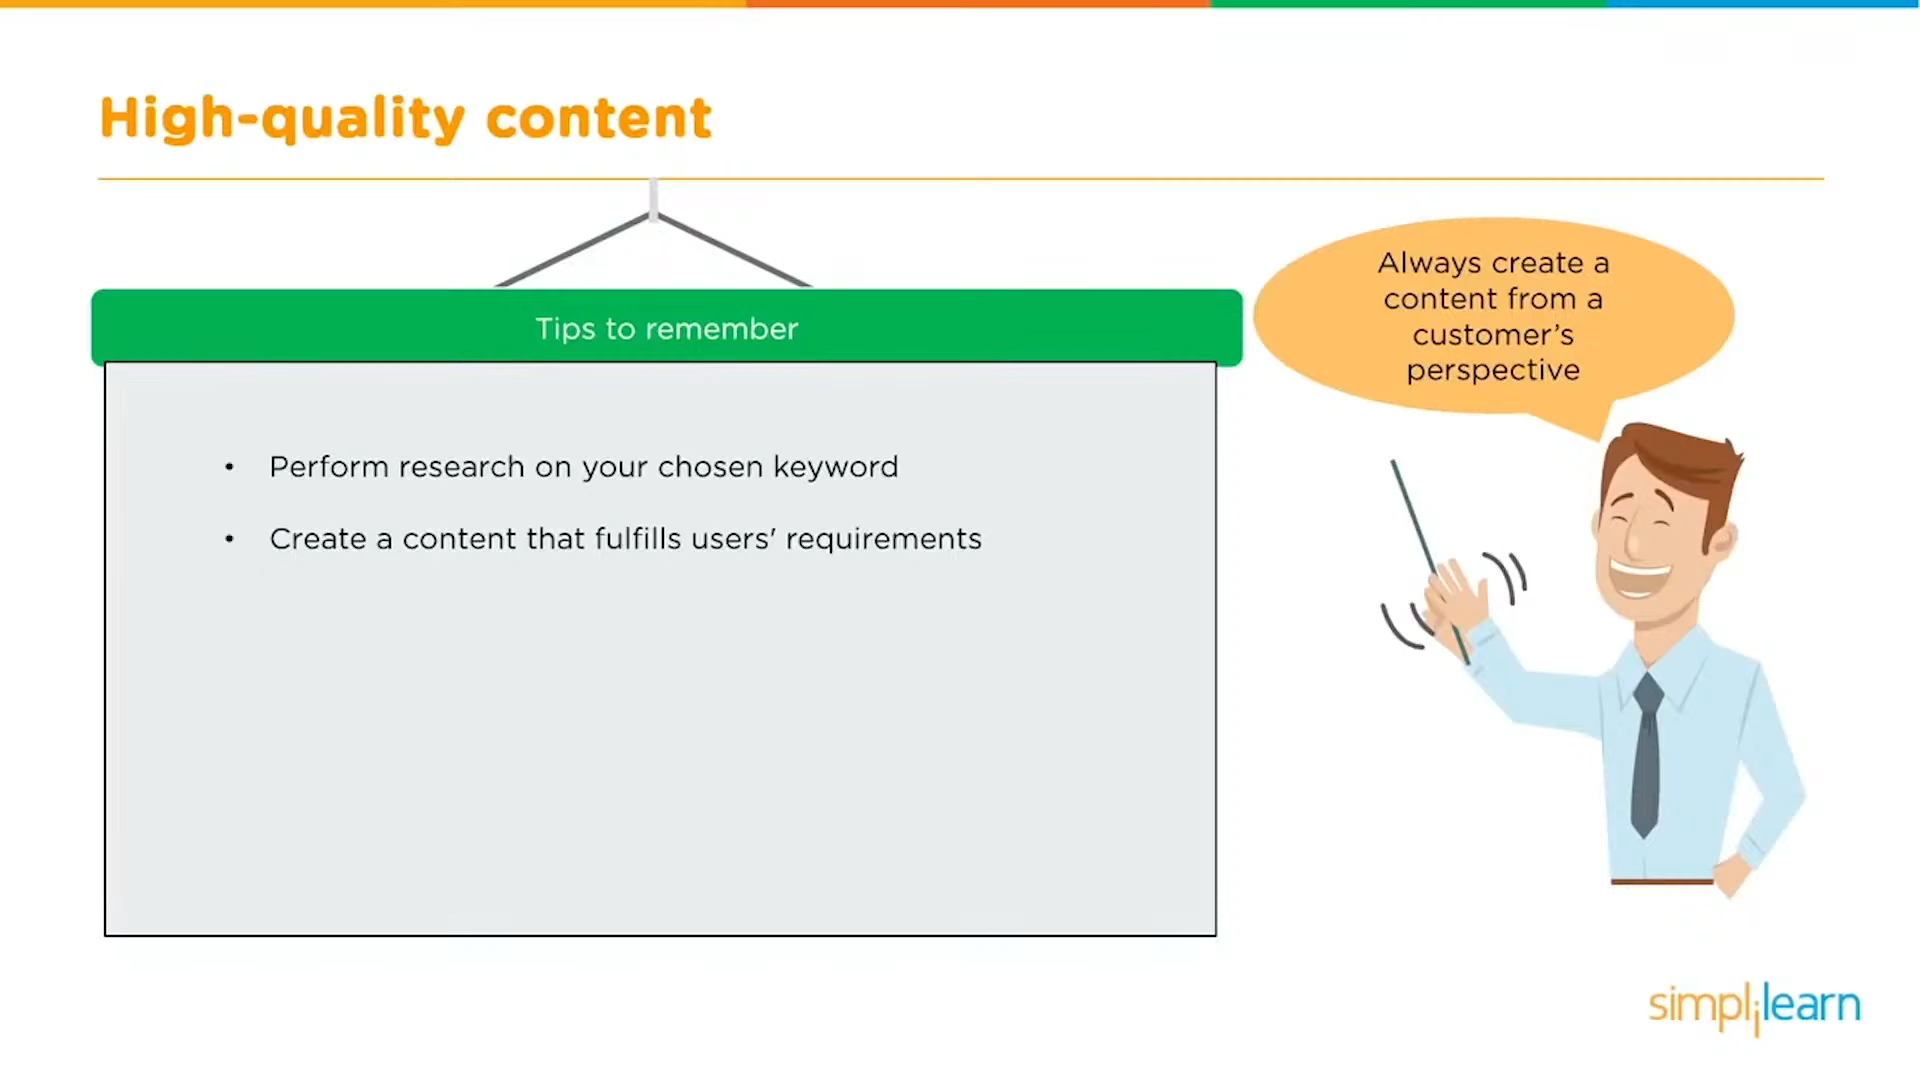 High-quality content
Tips to remember
• Perform research on your chosen keyword
• Create a content that fulfills users' requirements
Always create a
content from a
customer’s
perspective
simplilearn